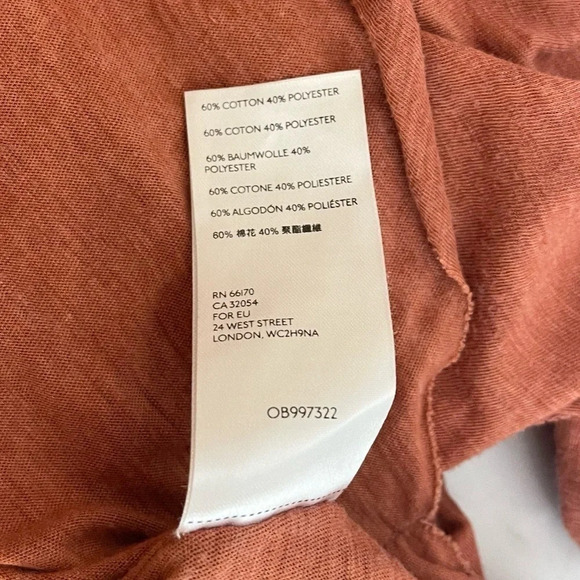 60% COTTON 40% POLYESTER
60% COTON 40% POLYESTER
60% BAUMWOLLE 40%
POLYESTER
60% COTONE 40% POLIESTERE
60% ALGODÓN 40% POLIÉSTER
60% 棉花 40% 聚酯纖維
RN 66170
CA 32054
FOR EU
24 WEST STREET
LONDON, WC2H9NA
OB997322